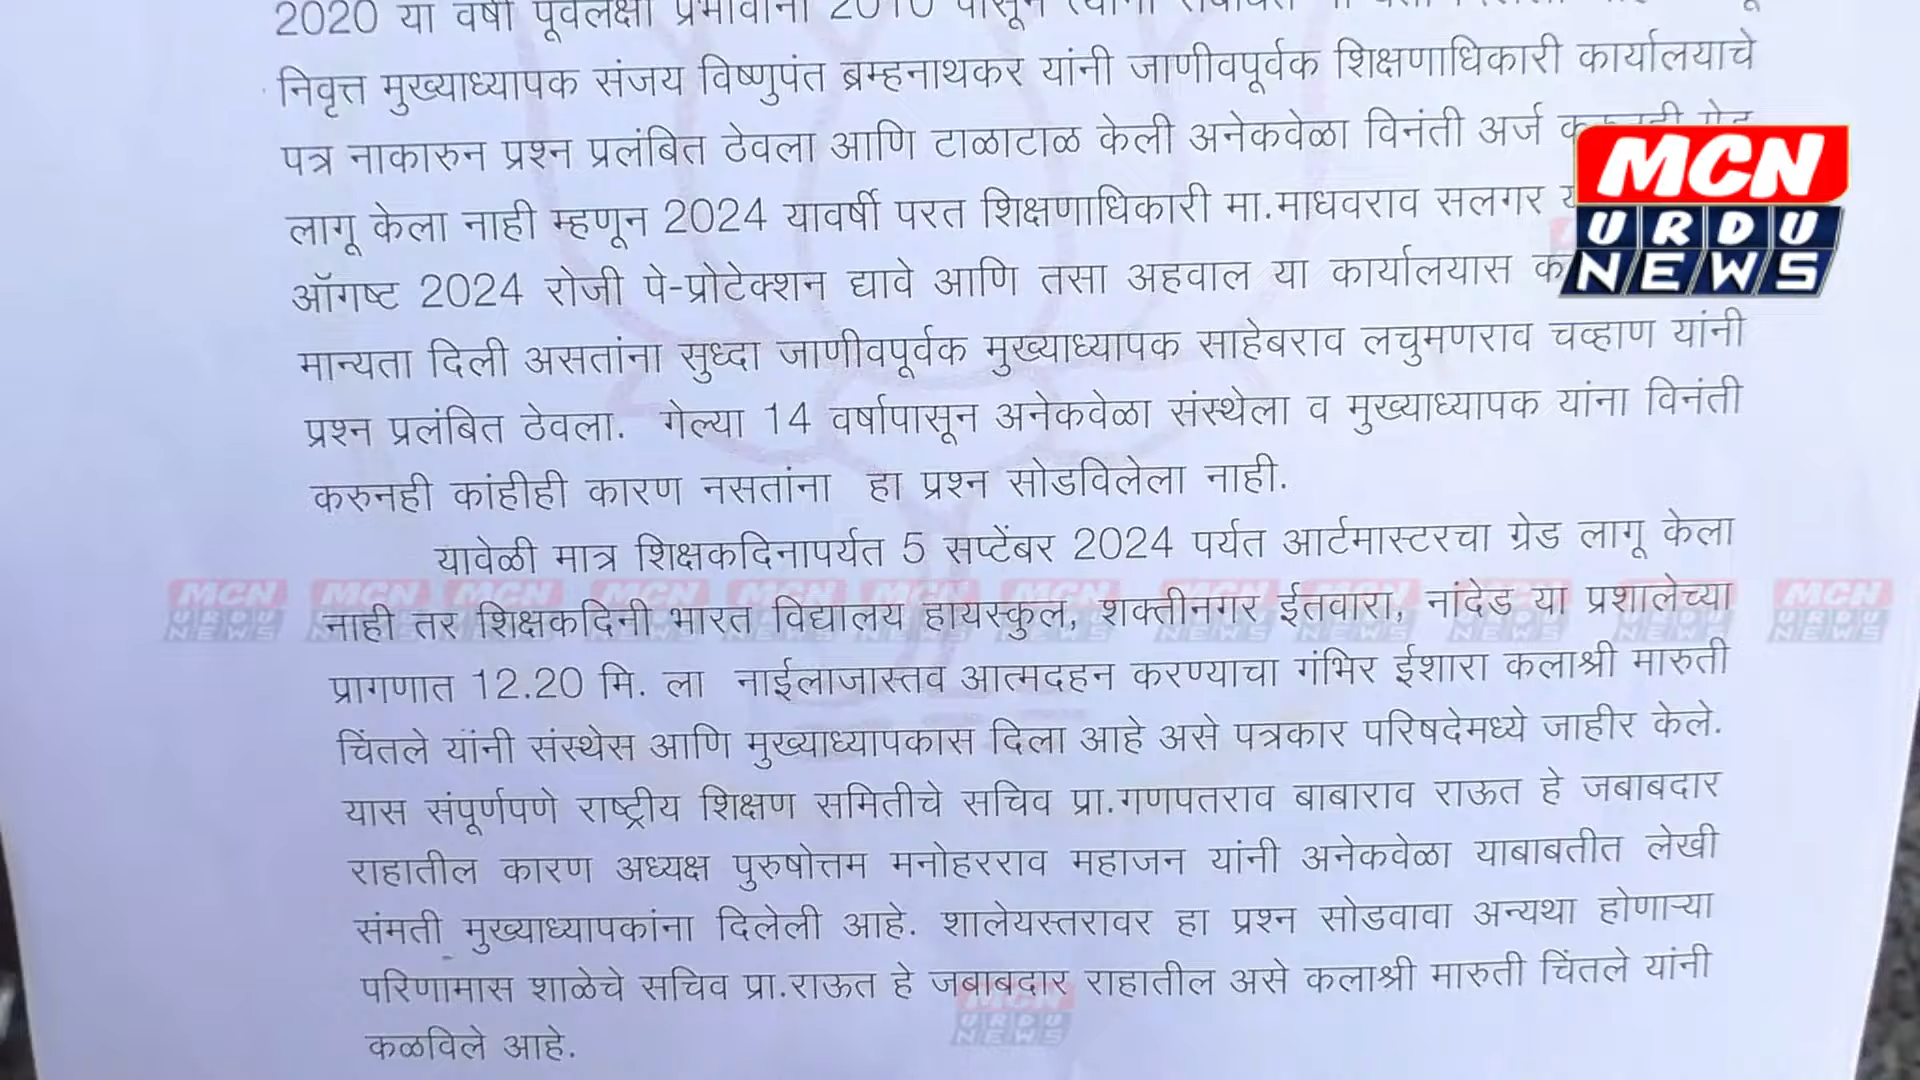 2020 या वर्षी पूर्वलक्षी प्रभावाने 2010 पासून
निवृत्त मुख्याध्यापक संजय विष्णुपंत ब्रम्हनाथकर यांनी जाणीवपूर्वक शिक्षणाधिकारी कार्यालयाचे
पत्र नाकारुन प्रश्न प्रलंबित ठेवला आणि टाळाटाळ केली अनेकवेळा विनंती अर्ज
लागू केला नाही म्हणून 2024 यावर्षी परत शिक्षणाधिकारी मा.माधवराव सलगर
ऑगष्ट 2024 रोजी पे-प्रोटेक्शन द्यावे आणि तसा अहवाल या कार्यालयास
मान्यता दिली असतांना सुध्दा जाणीवपूर्वक मुख्याध्यापक साहेबराव लचुमणराव चव्हाण यांनी
प्रश्न प्रलंबित ठेवला. गेल्या 14 वर्षापासून अनेकवेळा संस्थेला व मुख्याध्यापक यांना विनंती
करुनही कांहीही कारण नसतांना हा प्रश्न सोडविलेला नाही.
यावेळी मात्र शिक्षकदिनापर्यत 5 सप्टेंबर 2024 पर्यत आर्टमास्टरचा ग्रेड लागू केला
नाही तर शिक्षकदिनी भारत विद्यालय हायस्कुल, शक्तीनगर ईतवारा, नांदेड या प्रशालेच्या
प्रागणात 12.20 मि. ला नाईलाजास्तव आत्मदहन करण्याचा गंभिर ईशारा कलाश्री मारुती
चिंतले यांनी संस्थेस आणि मुख्याध्यापकास दिला आहे असे पत्रकार परिषदेमध्ये जाहीर केले.
यास संपूर्णपणे राष्ट्रीय शिक्षण समितीचे सचिव प्रा.गणपतराव बाबाराव राऊत हे जबाबदार
राहातील कारण अध्यक्ष पुरुषोत्तम मनोहरराव महाजन यांनी अनेकवेळा याबाबतीत लेखी
संमती मुख्याध्यापकांना दिलेली आहे. शालेयस्तरावर हा प्रश्न सोडवावा अन्यथा होणाऱ्या
परिणामास शाळेचे सचिव प्रा.राऊत हे जबाबदार राहातील असे कलाश्री मारुती चिंतले यांनी
कळविले आहे.
MCN
URDU
NEWS